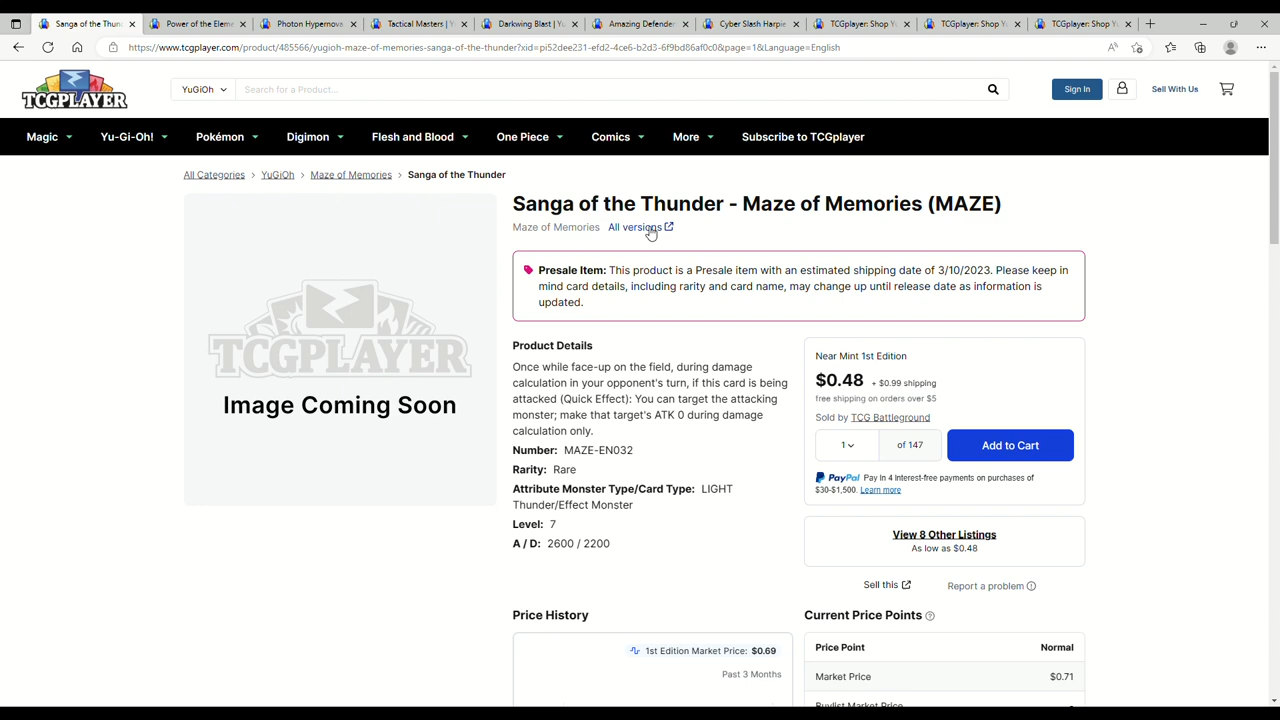 Sanga of the Thund
Power of the Eleme
Photon Hypernova
Tactical Masters | Y
Darkwing Blast | Yu
Amazing Defender
Cyber Slash Harpie
TCGplayer: Shop Y
TCGplayer: Shop Y
TCGplayer: Shop Y
https://www.tcgplayer.com/product/485566/yugioh-maze-of-memories-sanga-of-the-thunder?xid=pi52dee231-efd2-4ce6-b2d3-6f9bd86af0c0&page=1&Language=English
TCGPLAYER
YuGiOh
Search for a Product...
Sign In
Sell With Us
Magic Yu-Gi-Oh! Pokémon Digimon Flesh and Blood One Piece Comics More Subscribe to TCGplayer
All Categories > YuGiOh > Maze of Memories > Sanga of the Thunder
TCGPLAYER
Image Coming Soon
Sanga of the Thunder - Maze of Memories (MAZE)
Maze of Memories All versions
Presale Item: This product is a Presale item with an estimated shipping date of 3/10/2023. Please keep in
mind card details, including rarity and card name, may change up until release date as information is
updated.
Product Details
Once while face-up on the field, during damage
calculation in your opponent's turn, if this card is being
attacked (Quick Effect): You can target the attacking
monster; make that target's ATK 0 during damage
calculation only.
Number: MAZE-EN032
Rarity: Rare
Attribute Monster Type/Card Type: LIGHT
Thunder/Effect Monster
Level: 7
A / D: 2600 / 2200
Near Mint 1st Edition
$0.48 + $0.99 shipping
free shipping on orders over $5
Sold by TCG Battleground
1
of 147
Add to Cart
PayPal Pay in 4 interest-free payments on purchases of
$30-$1,500. Learn more
View 8 Other Listings
As low as $0.48
Sell this
Report a problem
Price History
1st Edition Market Price: $0.69
Past 3 Months
Current Price Points
Price Point Normal
Market Price $0.71
Buylist Market Price